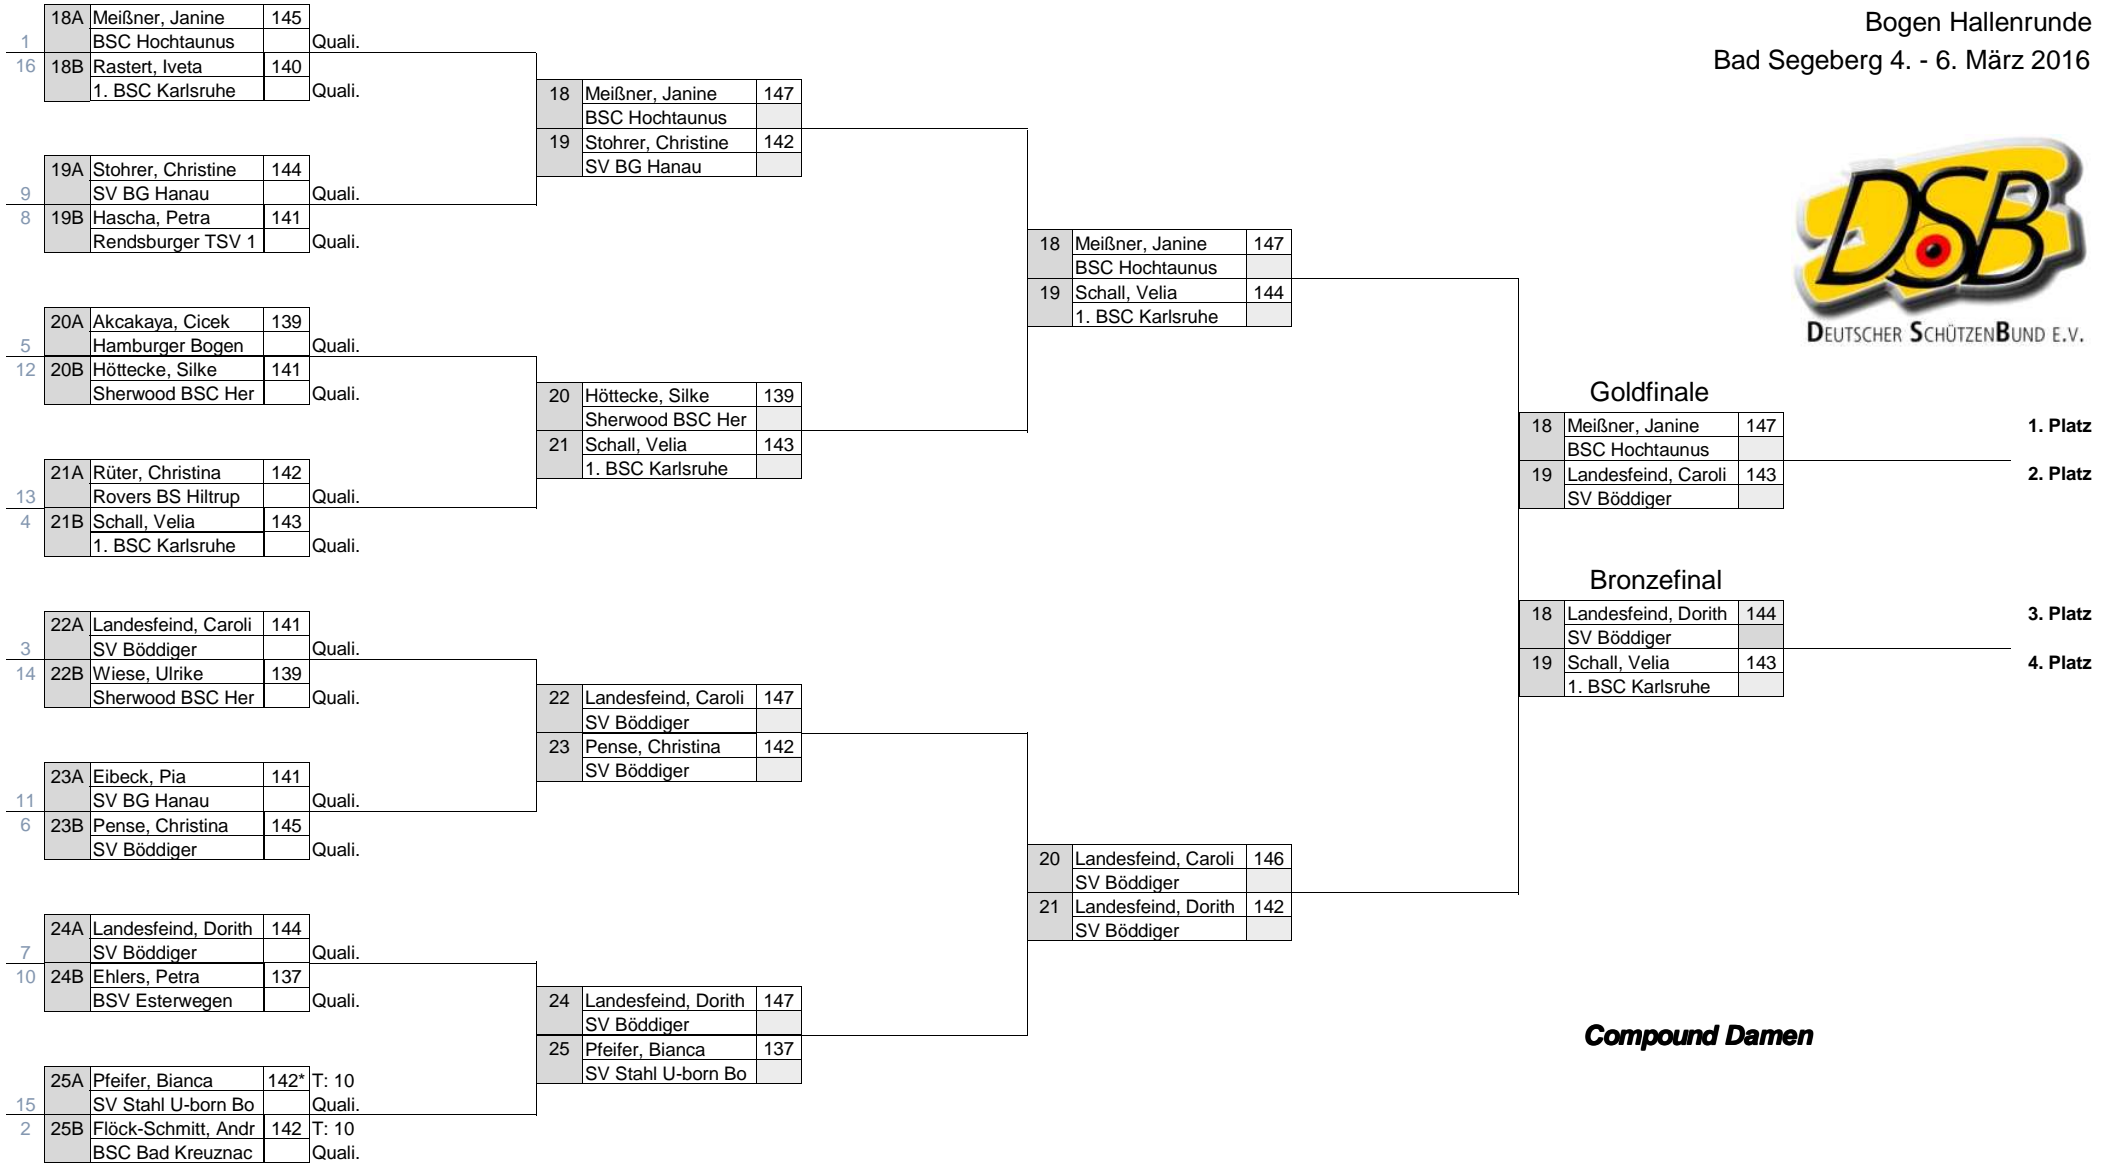 Bogen Hallenrunde
Bad Segeberg 4. - 6. März 2016
DSB
DEUTSCHER SCHÜTZENBUND E.V.
18A Meißner, Janine 145
1 BSC Hochtaunus Quali.
16 18B Rastert, Iveta 140
1. BSC Karlsruhe Quali.
19A Stohrer, Christine 144
9 SV BG Hanau Quali.
8 19B Hascha, Petra 141
Rendsburger TSV 1 Quali.
20A Akcakaya, Cicek 139
5 Hamburger Bogen Quali.
12 20B Höttecke, Silke 141
Sherwood BSC Her Quali.
21A Rüter, Christina 142
13 Rovers BS Hiltrup Quali.
4 21B Schall, Velia 143
1. BSC Karlsruhe Quali.
22A Landesfeind, Caroli 141
3 SV Böddiger Quali.
14 22B Wiese, Ulrike 139
Sherwood BSC Her Quali.
23A Eibeck, Pia 141
11 SV BG Hanau Quali.
6 23B Pense, Christina 145
SV Böddiger Quali.
24A Landesfeind, Dorith 144
7 SV Böddiger Quali.
10 24B Ehlers, Petra 137
BSV Esterwegen Quali.
25A Pfeifer, Bianca 142* T: 10
15 SV Stahl U-born Bo Quali.
2 25B Flöck-Schmitt, Andr 142 T: 10
BSC Bad Kreuznac Quali.
18 Meißner, Janine 147
BSC Hochtaunus
19 Stohrer, Christine 142
SV BG Hanau
20 Höttecke, Silke 139
Sherwood BSC Her
21 Schall, Velia 143
1. BSC Karlsruhe
22 Landesfeind, Caroli 147
SV Böddiger
23 Pense, Christina 142
SV Böddiger
24 Landesfeind, Dorith 147
SV Böddiger
25 Pfeifer, Bianca 137
SV Stahl U-born Bo
18 Meißner, Janine 147
BSC Hochtaunus
19 Schall, Velia 144
1. BSC Karlsruhe
20 Landesfeind, Caroli 146
SV Böddiger
21 Landesfeind, Dorith 142
SV Böddiger
Goldfinale
18 Meißner, Janine 147 1. Platz
BSC Hochtaunus
19 Landesfeind, Caroli 143 2. Platz
SV Böddiger
Bronzefinal
18 Landesfeind, Dorith 144 3. Platz
SV Böddiger
19 Schall, Velia 143 4. Platz
1. BSC Karlsruhe
Compound Damen